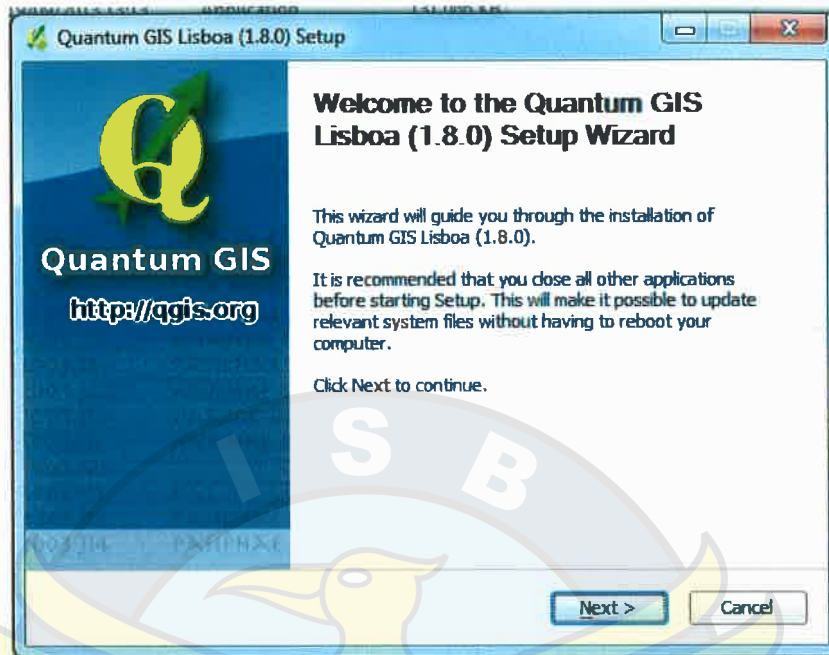 Application
Quantum GIS Lisboa (1.8.0) Setup
Welcome to the Quantum GIS
Lisboa (1.8.0) Setup Wizard
This wizard will guide you through the installation of
Quantum GIS Lisboa (1.8.0).
It is recommended that you close all other applications
before starting Setup. This will make it possible to update
relevant system files without having to reboot your
computer.
Click Next to continue.
Quantum GIS
http://qgis.org
I S B
Next >
Cancel